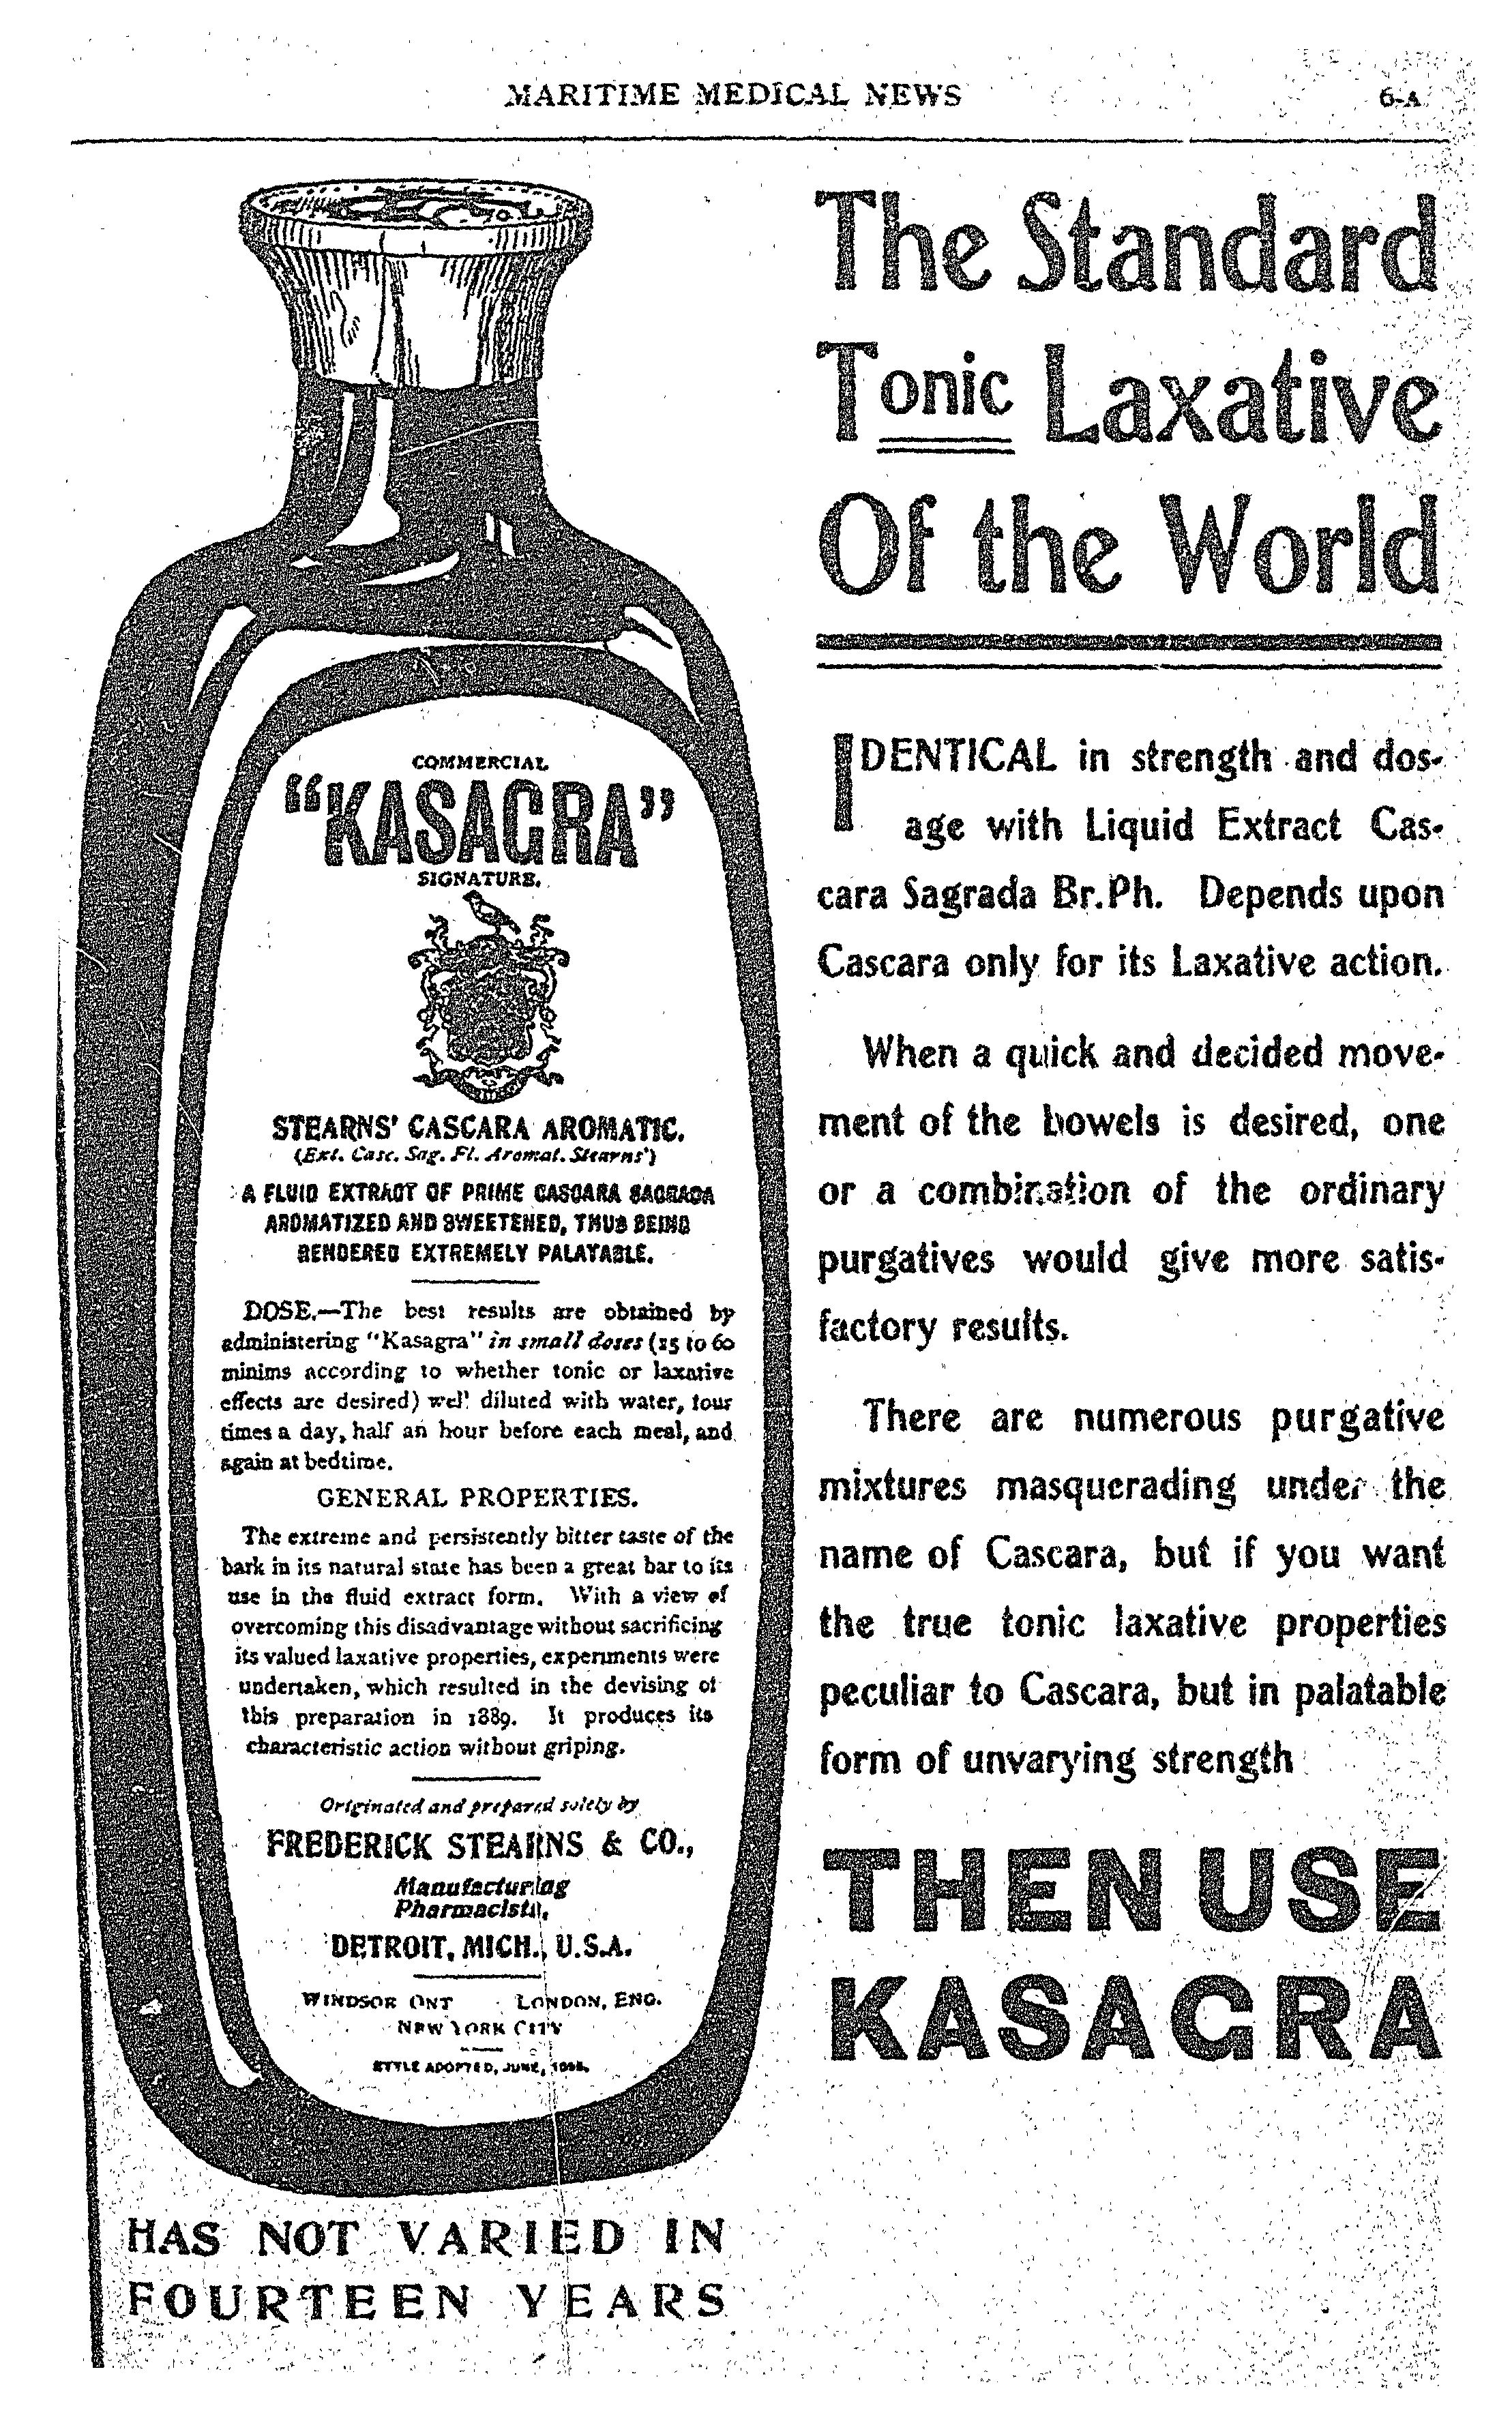 MARITIME MEDICAL NEWS 6-A
COMMERCIAL
“KASAGRA”
SIGNATURE.
STEARNS' CASCARA AROMATIC.
(Ext. Casc. Sag. Fl. Aromat. Stearns')
A FLUID EXTRACT OF PRIME CASCARA SAGRADA
AROMATIZED AND SWEETENED, THUS BEING
RENDERED EXTREMELY PALATABLE.
DOSE.—The best results are obtained by
administering “Kasagra” in small doses (15 to 60
minims according to whether tonic or laxative
effects are desired) well diluted with water, four
times a day, half an hour before each meal, and
again at bedtime.
GENERAL PROPERTIES.
The extreme and persistently bitter taste of the
bark in its natural state has been a great bar to its
use in the fluid extract form. With a view of
overcoming this disadvantage without sacrificing
its valued laxative properties, experiments were
undertaken, which resulted in the devising of
this preparation in 1889. It produces its
characteristic action without griping.
Originated and prepared solely by
FREDERICK STEARNS & CO.,
Manufacturing
Pharmacists,
DETROIT, MICH., U.S.A.
WINDSOR ONT LONDON, ENG.
NEW YORK CITY
STYLE ADOPTED, JUNE,
HAS NOT VARIED IN
FOURTEEN YEARS
The Standard
Tonic Laxative
Of the World
IDENTICAL in strength and dos-
age with Liquid Extract Cas-
cara Sagrada Br.Ph. Depends upon
Cascara only for its Laxative action.
When a quick and decided move-
ment of the bowels is desired, one
or a combination of the ordinary
purgatives would give more satis-
factory results.
There are numerous purgative
mixtures masquerading under the
name of Cascara, but if you want
the true tonic laxative properties
peculiar to Cascara, but in palatable
form of unvarying strength
THEN USE
KASAGRA